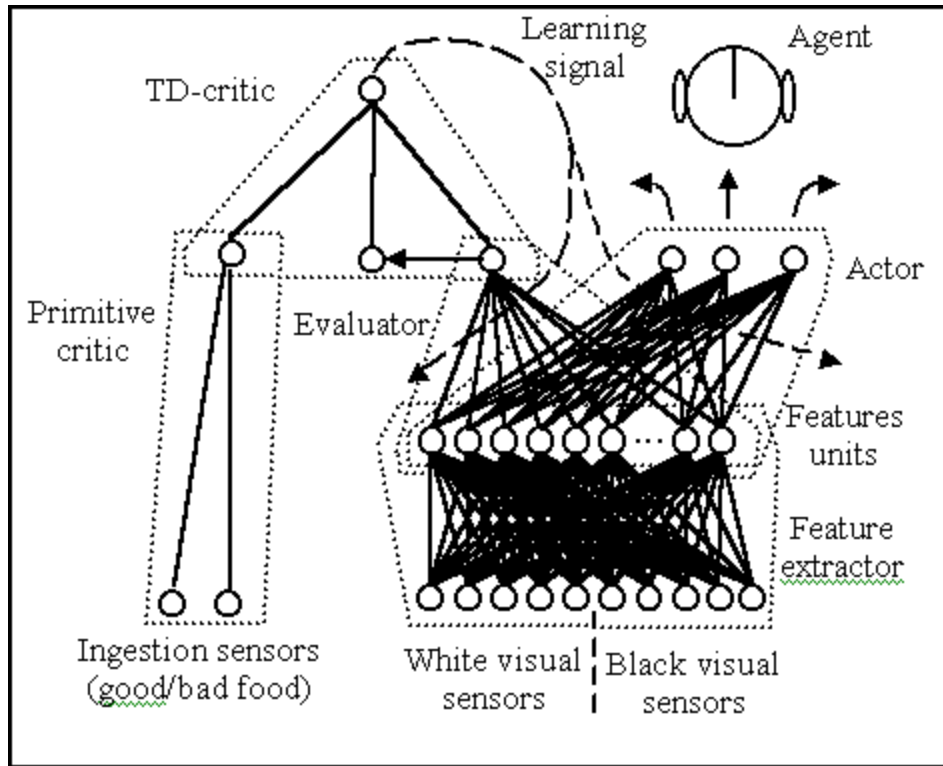 Learning
signal
Agent
TD-critic
Actor
Primitive
critic
Evaluator
Features
units
...
Feature
extractor
Ingestion sensors
(good/bad food)
White visual
sensors
Black visual
sensors